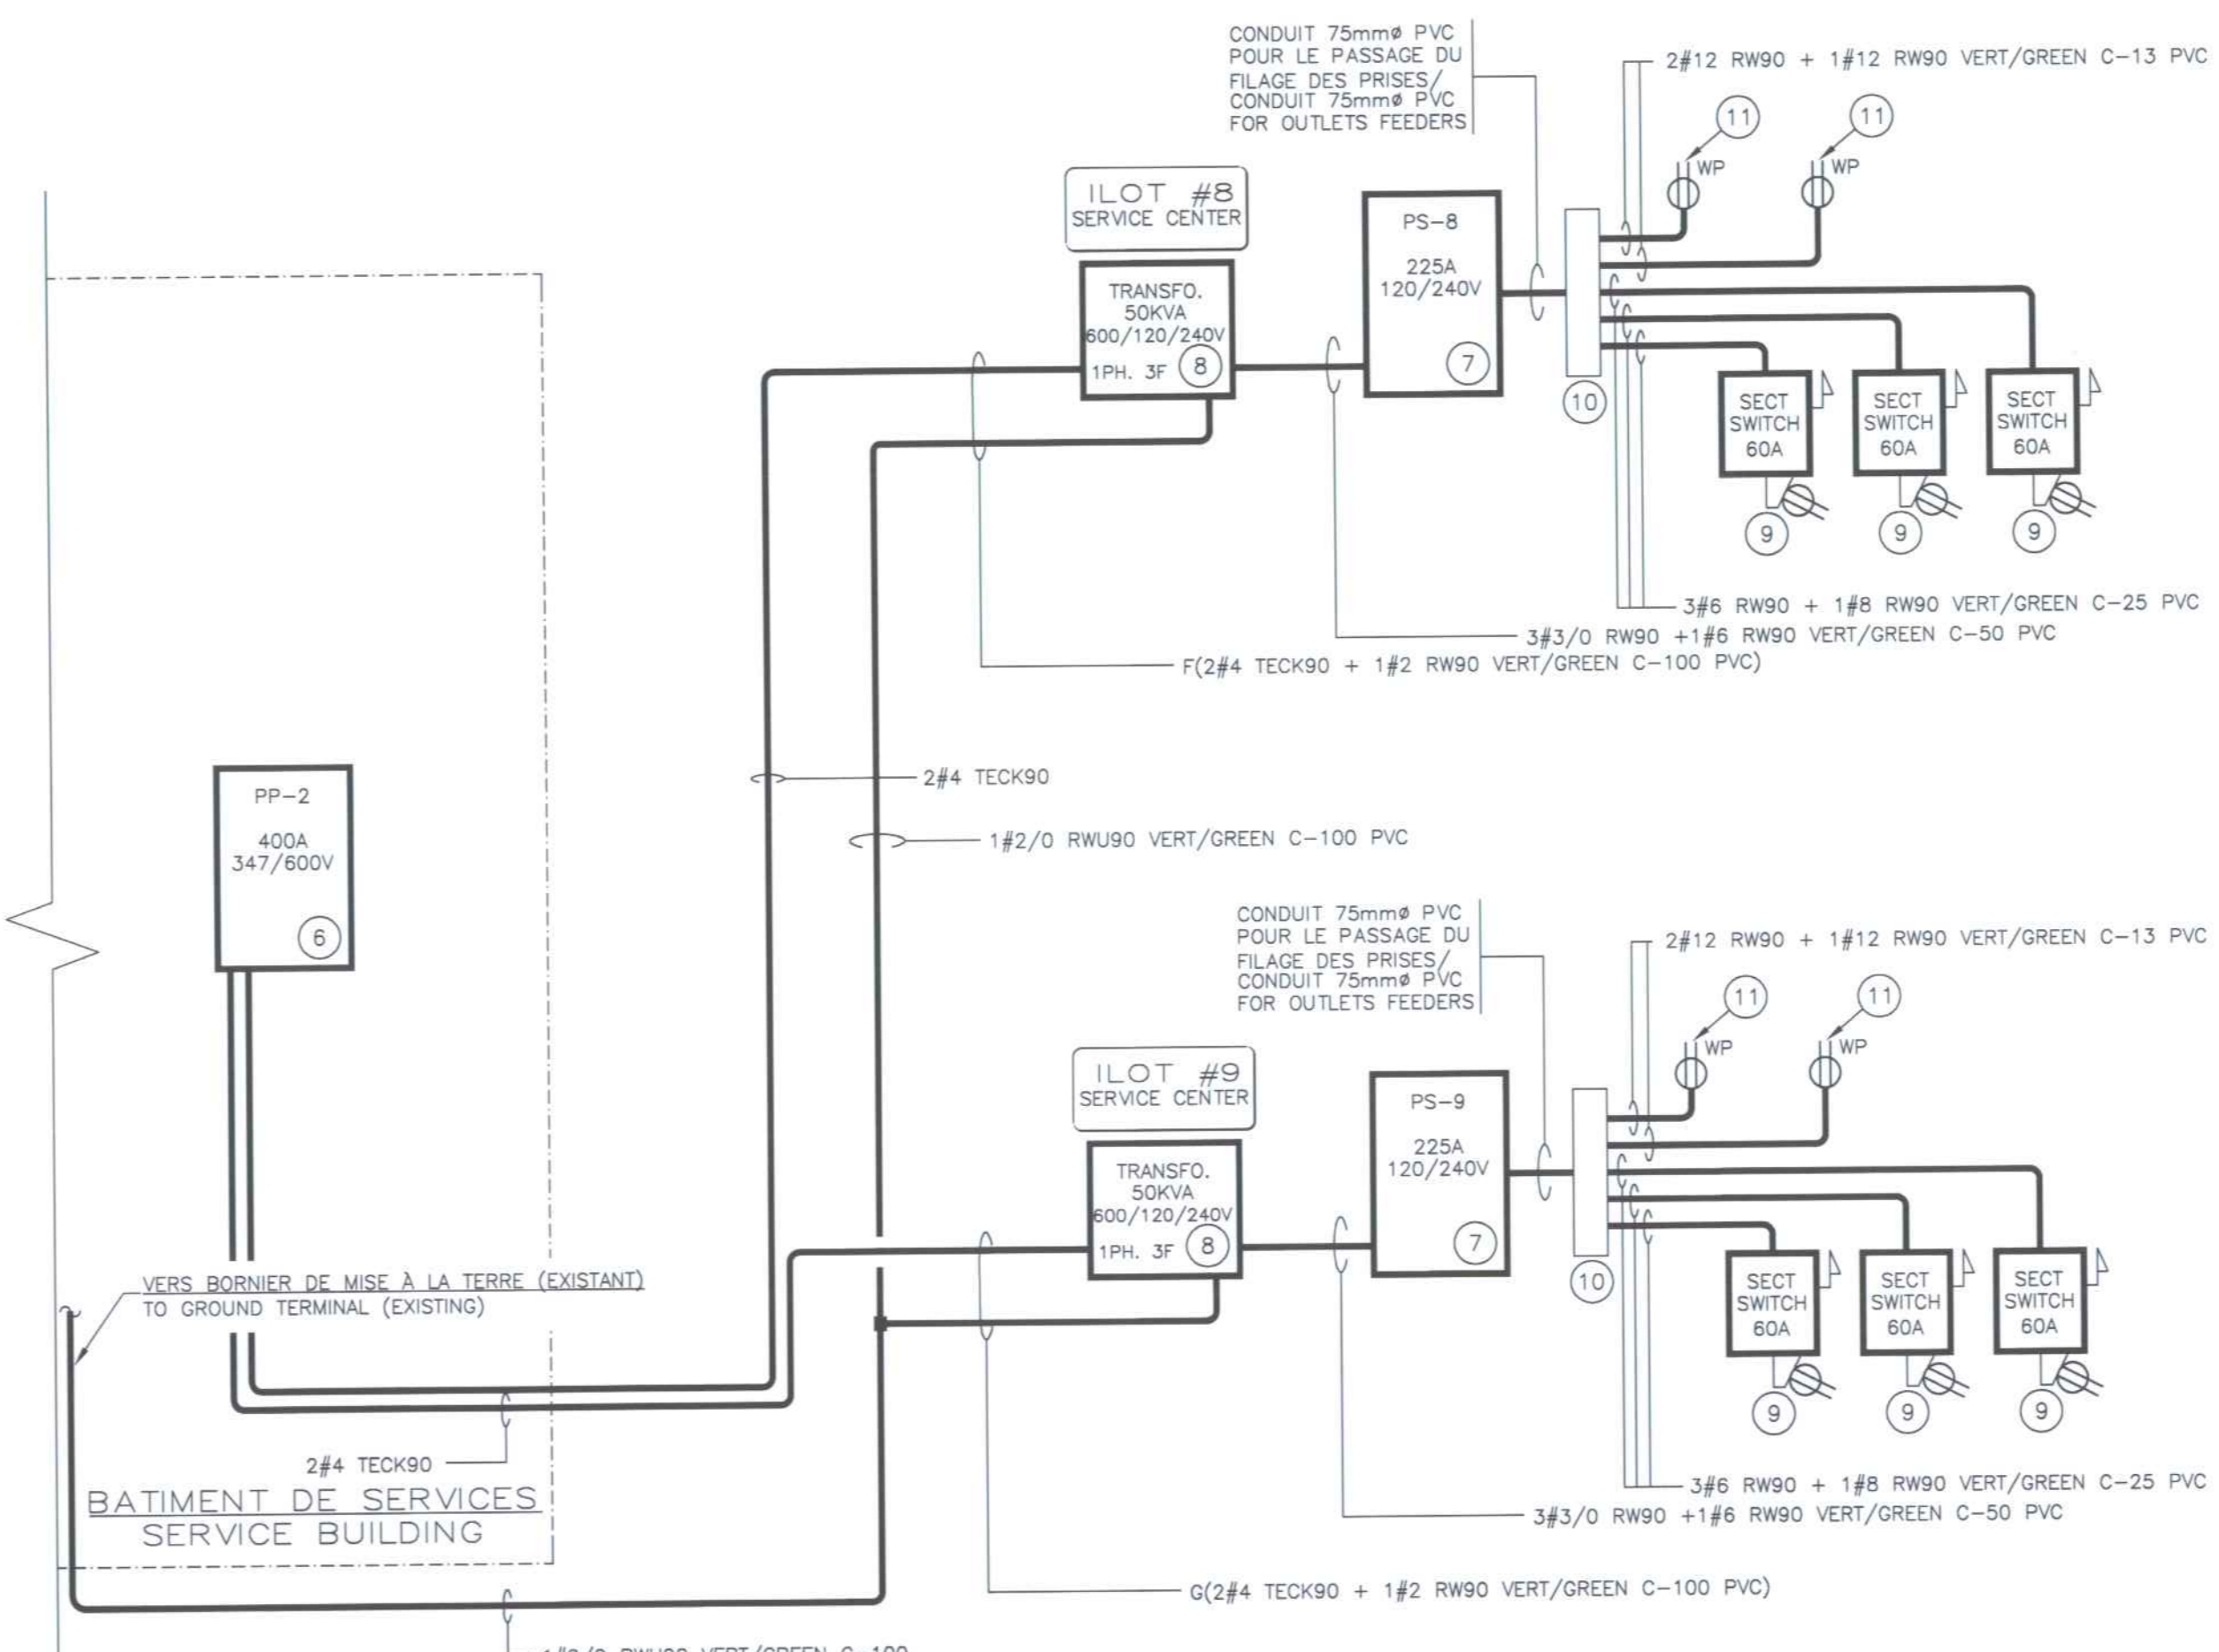 CONDUIT 75mmø PVC
POUR LE PASSAGE DU
FILAGE DES PRISES/
CONDUIT 75mmø PVC
FOR OUTLETS FEEDERS
2#12 RW90 + 1#12 RW90 VERT/GREEN C-13 PVC
11
11
WP
WP
ILOT #8
SERVICE CENTER
TRANSFO.
50KVA
600/120/240V
1PH. 3F
8
PS-8
225A
120/240V
7
10
SECT
SWITCH
60A
SECT
SWITCH
60A
SECT
SWITCH
60A
9
9
9
3#6 RW90 + 1#8 RW90 VERT/GREEN C-25 PVC
3#3/0 RW90 +1#6 RW90 VERT/GREEN C-50 PVC
F(2#4 TECK90 + 1#2 RW90 VERT/GREEN C-100 PVC)
2#4 TECK90
1#2/0 RWU90 VERT/GREEN C-100 PVC
PP-2
400A
347/600V
6
CONDUIT 75mmø PVC
POUR LE PASSAGE DU
FILAGE DES PRISES/
CONDUIT 75mmø PVC
FOR OUTLETS FEEDERS
2#12 RW90 + 1#12 RW90 VERT/GREEN C-13 PVC
11
11
WP
WP
ILOT #9
SERVICE CENTER
TRANSFO.
50KVA
600/120/240V
1PH. 3F
8
PS-9
225A
120/240V
7
10
SECT
SWITCH
60A
SECT
SWITCH
60A
SECT
SWITCH
60A
9
9
9
VERS BORNIER DE MISE À LA TERRE (EXISTANT)
TO GROUND TERMINAL (EXISTING)
2#4 TECK90
BATIMENT DE SERVICES
SERVICE BUILDING
3#6 RW90 + 1#8 RW90 VERT/GREEN C-25 PVC
3#3/0 RW90 +1#6 RW90 VERT/GREEN C-50 PVC
G(2#4 TECK90 + 1#2 RW90 VERT/GREEN C-100 PVC)
VERT/GREEN C-100